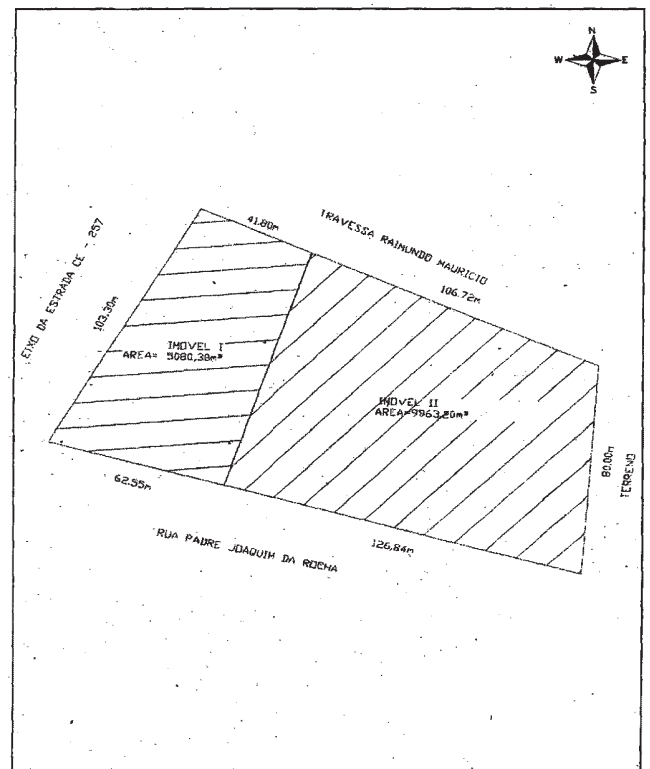 N
W E
S
41.80m
TRAVESSA RAIMUNDO MAURICIO
106.72m
EIXO DA ESTRADA CE - 257
103,30m
IMOVEL I
AREA= 5080,38m²
IMOVEL II
AREA=9963,20m²
80,00m
TERRENO
62.55m
126,84m
RUA PADRE JOAQUIM DA ROCHA